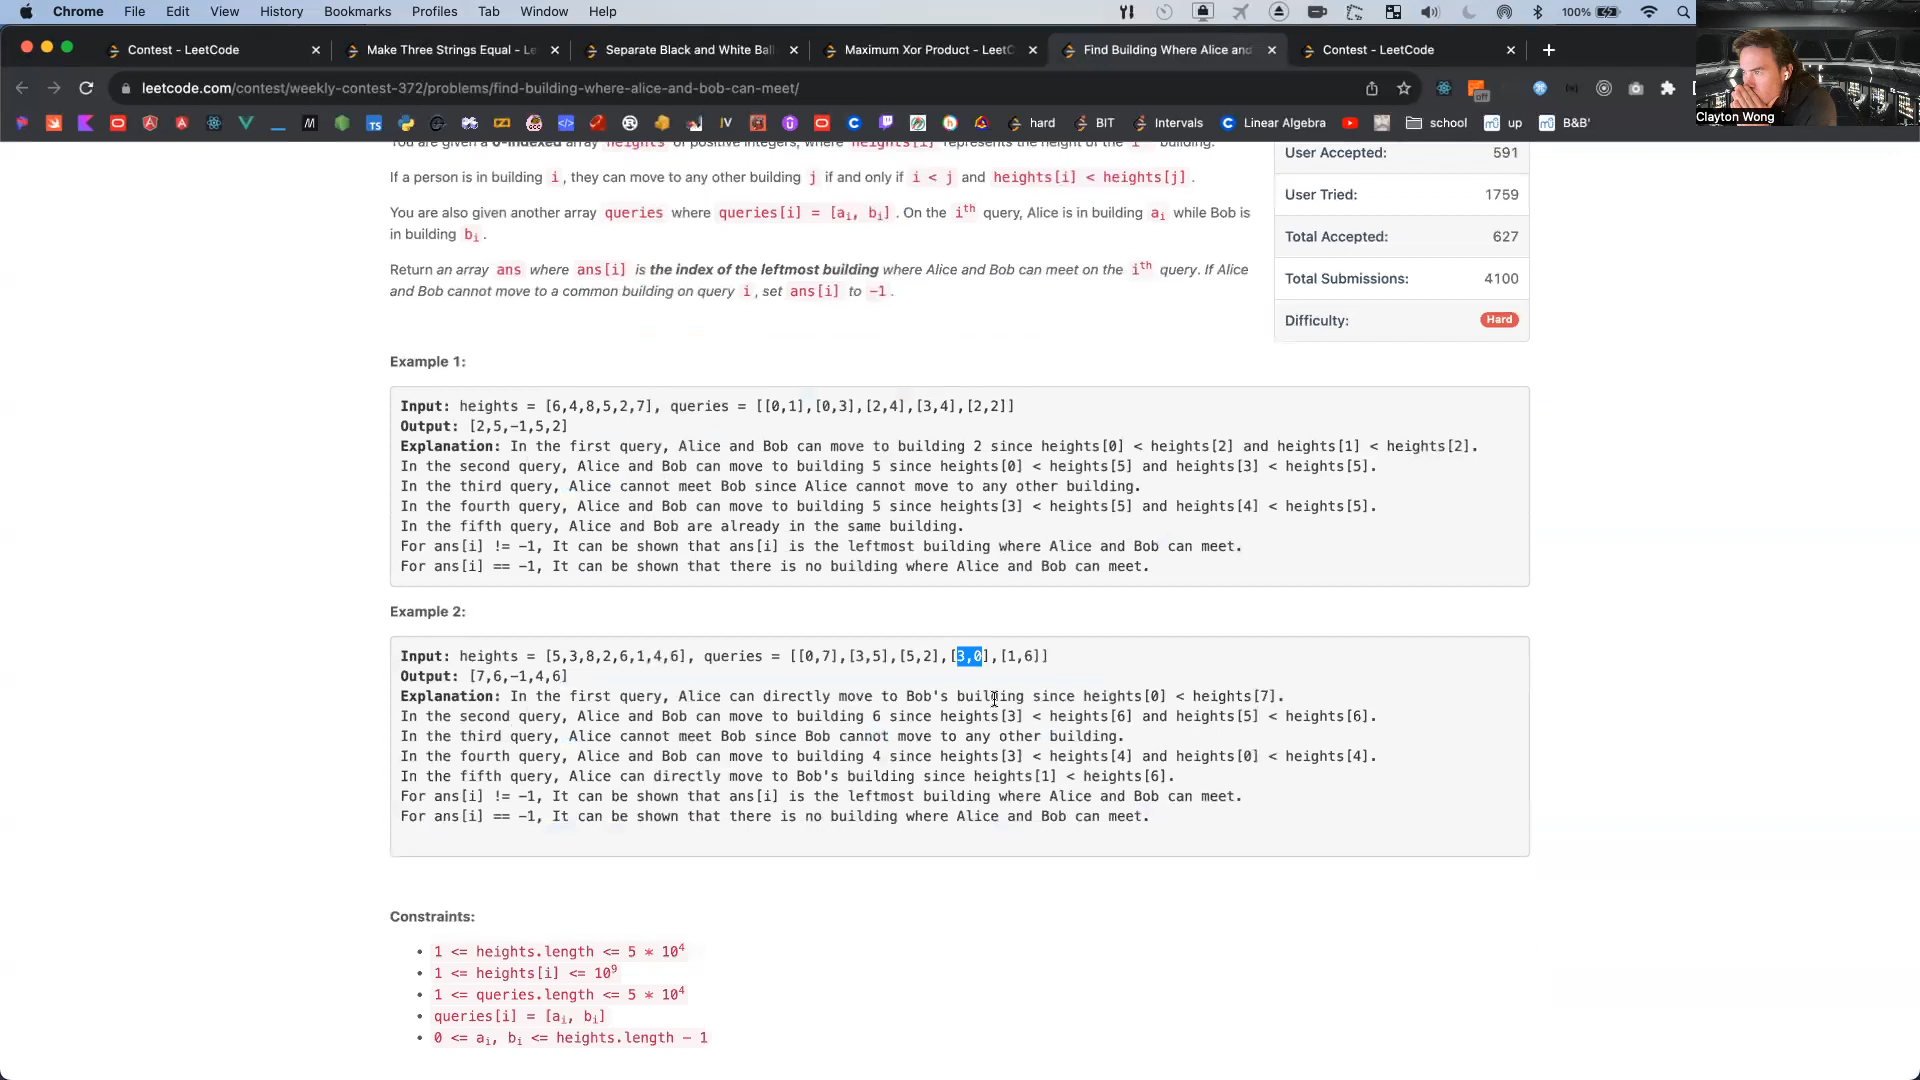 Chrome File Edit View History Bookmarks Profiles Tab Window Help 100%
Contest - LeetCode
Make Three Strings Equal - Le
Separate Black and White Ball
Maximum Xor Product - LeetC
Find Building Where Alice and
Contest - LeetCode
leetcode.com/contest/weekly-contest-372/problems/find-building-where-alice-and-bob-can-meet/
off
Clayton Wong
TS IV hard BIT Intervals Linear Algebra school up B&B'
You are given a 0-indexed array heights of positive integers, where heights[i] represents the height of the ith building.
If a person is in building i, they can move to any other building j if and only if i < j and heights[i] < heights[j].
You are also given another array queries where queries[i] = [ai, bi]. On the ith query, Alice is in building ai while Bob is
in building bi.
Return an array ans where ans[i] is the index of the leftmost building where Alice and Bob can meet on the ith query. If Alice
and Bob cannot move to a common building on query i, set ans[i] to -1.
User Accepted: 591
User Tried: 1759
Total Accepted: 627
Total Submissions: 4100
Difficulty: Hard
Example 1:
Input: heights = [6,4,8,5,2,7], queries = [[0,1],[0,3],[2,4],[3,4],[2,2]]
Output: [2,5,-1,5,2]
Explanation: In the first query, Alice and Bob can move to building 2 since heights[0] < heights[2] and heights[1] < heights[2].
In the second query, Alice and Bob can move to building 5 since heights[0] < heights[5] and heights[3] < heights[5].
In the third query, Alice cannot meet Bob since Alice cannot move to any other building.
In the fourth query, Alice and Bob can move to building 5 since heights[3] < heights[5] and heights[4] < heights[5].
In the fifth query, Alice and Bob are already in the same building.
For ans[i] != -1, It can be shown that ans[i] is the leftmost building where Alice and Bob can meet.
For ans[i] == -1, It can be shown that there is no building where Alice and Bob can meet.
Example 2:
Input: heights = [5,3,8,2,6,1,4,6], queries = [[0,7],[3,5],[5,2],[3,0],[1,6]]
Output: [7,6,-1,4,6]
Explanation: In the first query, Alice can directly move to Bob's building since heights[0] < heights[7].
In the second query, Alice and Bob can move to building 6 since heights[3] < heights[6] and heights[5] < heights[6].
In the third query, Alice cannot meet Bob since Bob cannot move to any other building.
In the fourth query, Alice and Bob can move to building 4 since heights[3] < heights[4] and heights[0] < heights[4].
In the fifth query, Alice can directly move to Bob's building since heights[1] < heights[6].
For ans[i] != -1, It can be shown that ans[i] is the leftmost building where Alice and Bob can meet.
For ans[i] == -1, It can be shown that there is no building where Alice and Bob can meet.
Constraints:
• 1 <= heights.length <= 5 * 10⁴
• 1 <= heights[i] <= 10⁹
• 1 <= queries.length <= 5 * 10⁴
• queries[i] = [ai, bi]
• 0 <= ai, bi <= heights.length - 1